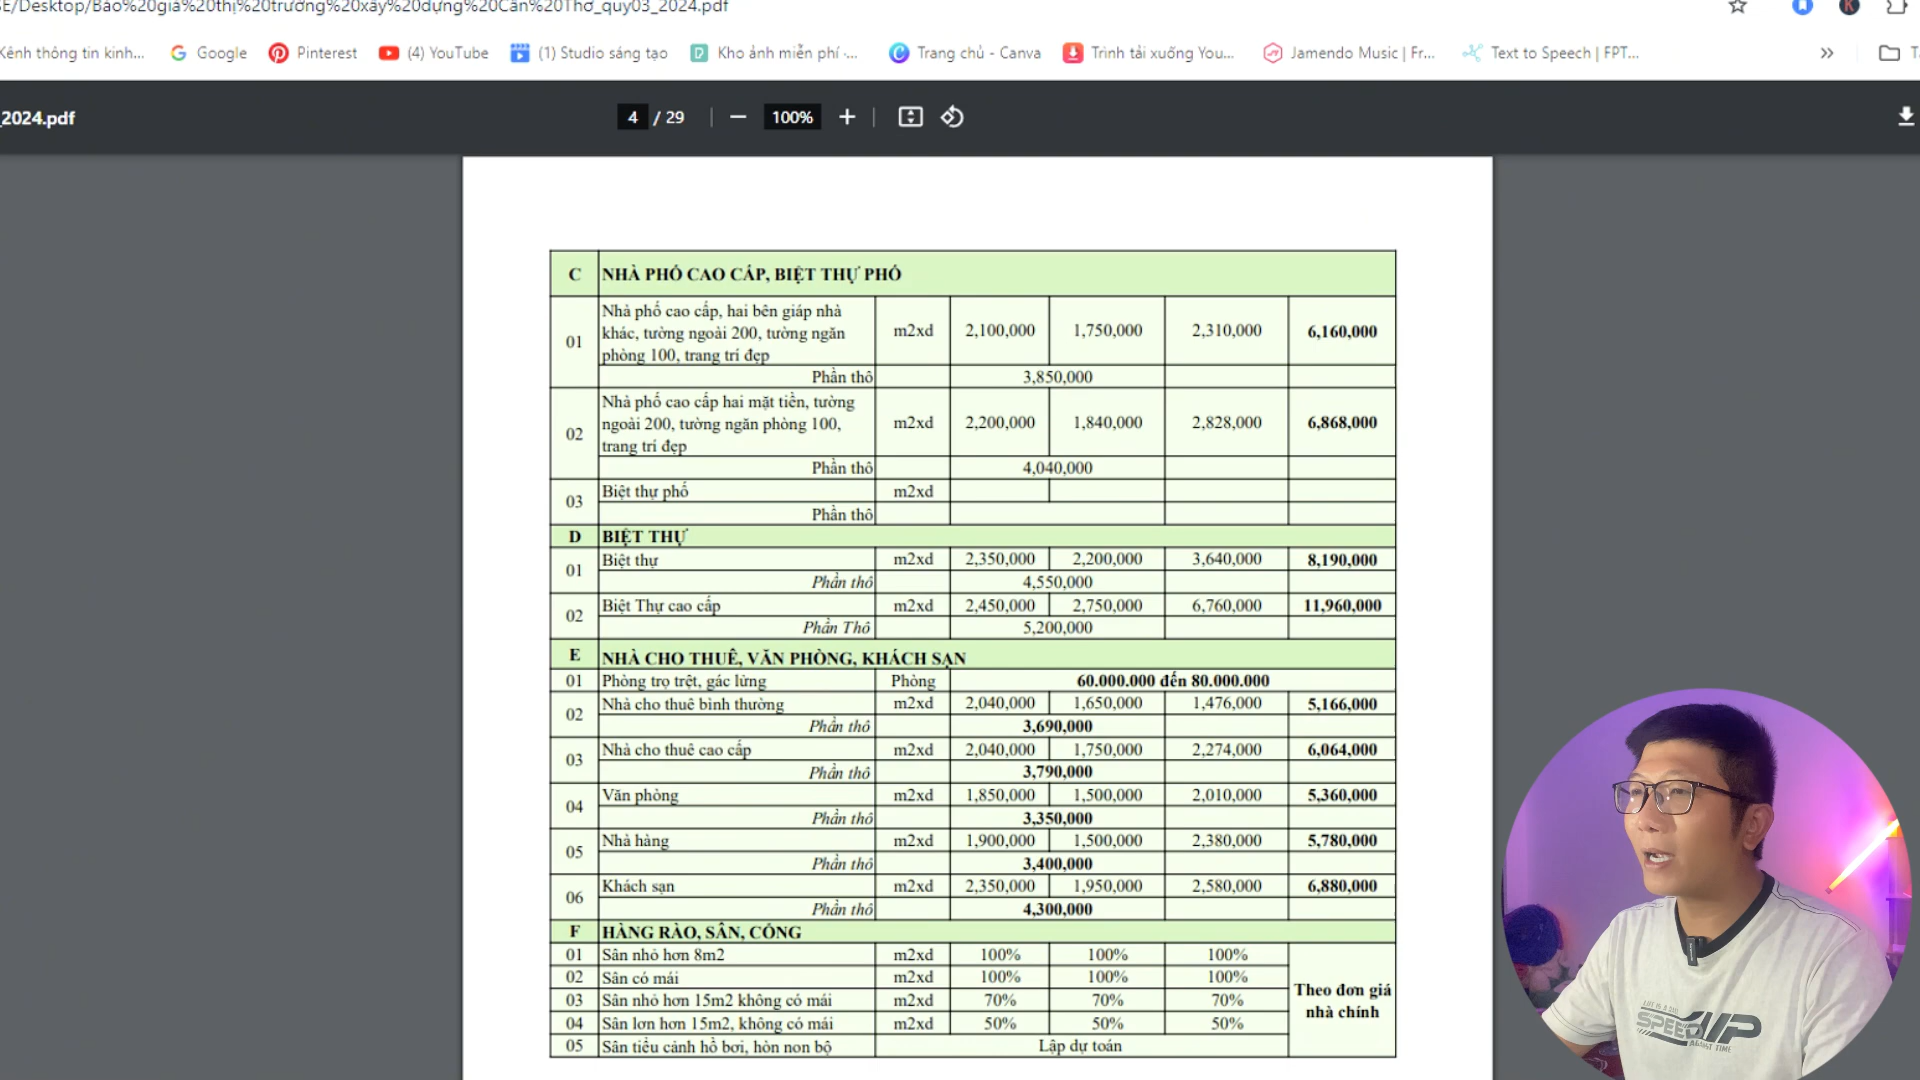 SE/Desktop/Báo%20giá%20thị%20trường%20xây%20dựng%20Cần%20Thơ_quy03_2024.pdf
Kênh thông tin kinh... Google Pinterest (4) YouTube (1) Studio sáng tạo Kho ảnh miễn phí -... Trang chủ - Canva Trình tải xuống You... Jamendo Music | Fr... Text to Speech | FPT...
_2024.pdf 4 / 29 100%
C NHÀ PHỐ CAO CẤP, BIỆT THỰ PHỐ
01 Nhà phố cao cấp, hai bên giáp nhà
khác, tường ngoài 200, tường ngăn
phòng 100, trang trí đẹp m2xd 2,100,000 1,750,000 2,310,000 6,160,000
Phần thô 3,850,000
02 Nhà phố cao cấp hai mặt tiền, tường
ngoài 200, tường ngăn phòng 100,
trang trí đẹp m2xd 2,200,000 1,840,000 2,828,000 6,868,000
Phần thô 4,040,000
03 Biệt thự phố m2xd
Phần thô
D BIỆT THỰ
01 Biệt thự m2xd 2,350,000 2,200,000 3,640,000 8,190,000
Phần thô 4,550,000
02 Biệt Thự cao cấp m2xd 2,450,000 2,750,000 6,760,000 11,960,000
Phần Thô 5,200,000
E NHÀ CHO THUÊ, VĂN PHÒNG, KHÁCH SẠN
01 Phòng trọ trệt, gác lửng Phòng 60.000.000 đến 80.000.000
02 Nhà cho thuê bình thường m2xd 2,040,000 1,650,000 1,476,000 5,166,000
Phần thô 3,690,000
03 Nhà cho thuê cao cấp m2xd 2,040,000 1,750,000 2,274,000 6,064,000
Phần thô 3,790,000
04 Văn phòng m2xd 1,850,000 1,500,000 2,010,000 5,360,000
Phần thô 3,350,000
05 Nhà hàng m2xd 1,900,000 1,500,000 2,380,000 5,780,000
Phần thô 3,400,000
06 Khách sạn m2xd 2,350,000 1,950,000 2,580,000 6,880,000
Phần thô 4,300,000
F HÀNG RÀO, SÂN, CỔNG
01 Sân nhỏ hơn 8m2 m2xd 100% 100% 100%
02 Sân có mái m2xd 100% 100% 100%
03 Sân nhỏ hơn 15m2 không có mái m2xd 70% 70% 70%
Theo đơn giá
nhà chính
04 Sân lơn hơn 15m2, không có mái m2xd 50% 50% 50%
05 Sân tiểu cảnh hồ bơi, hòn non bộ Lập dự toán
AGAINST TIME